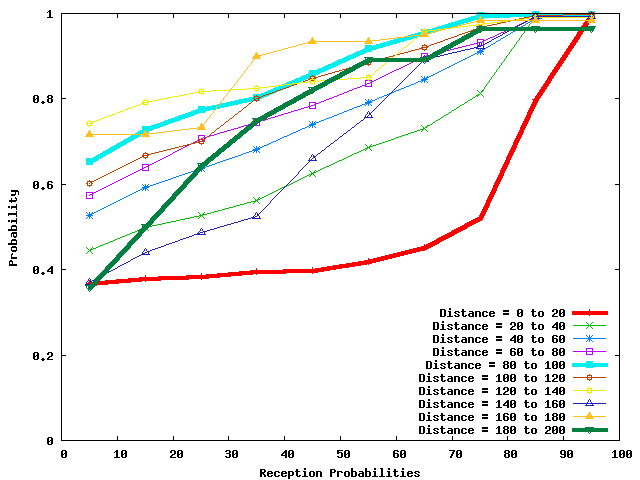 1
0.8
0.6
0.4
0.2
0
Probability
0 10 20 30 40 50 60 70 80 90 100
Reception Probabilities
Distance = 0 to 20
Distance = 20 to 40
Distance = 40 to 60
Distance = 60 to 80
Distance = 80 to 100
Distance = 100 to 120
Distance = 120 to 140
Distance = 140 to 160
Distance = 160 to 180
Distance = 180 to 200